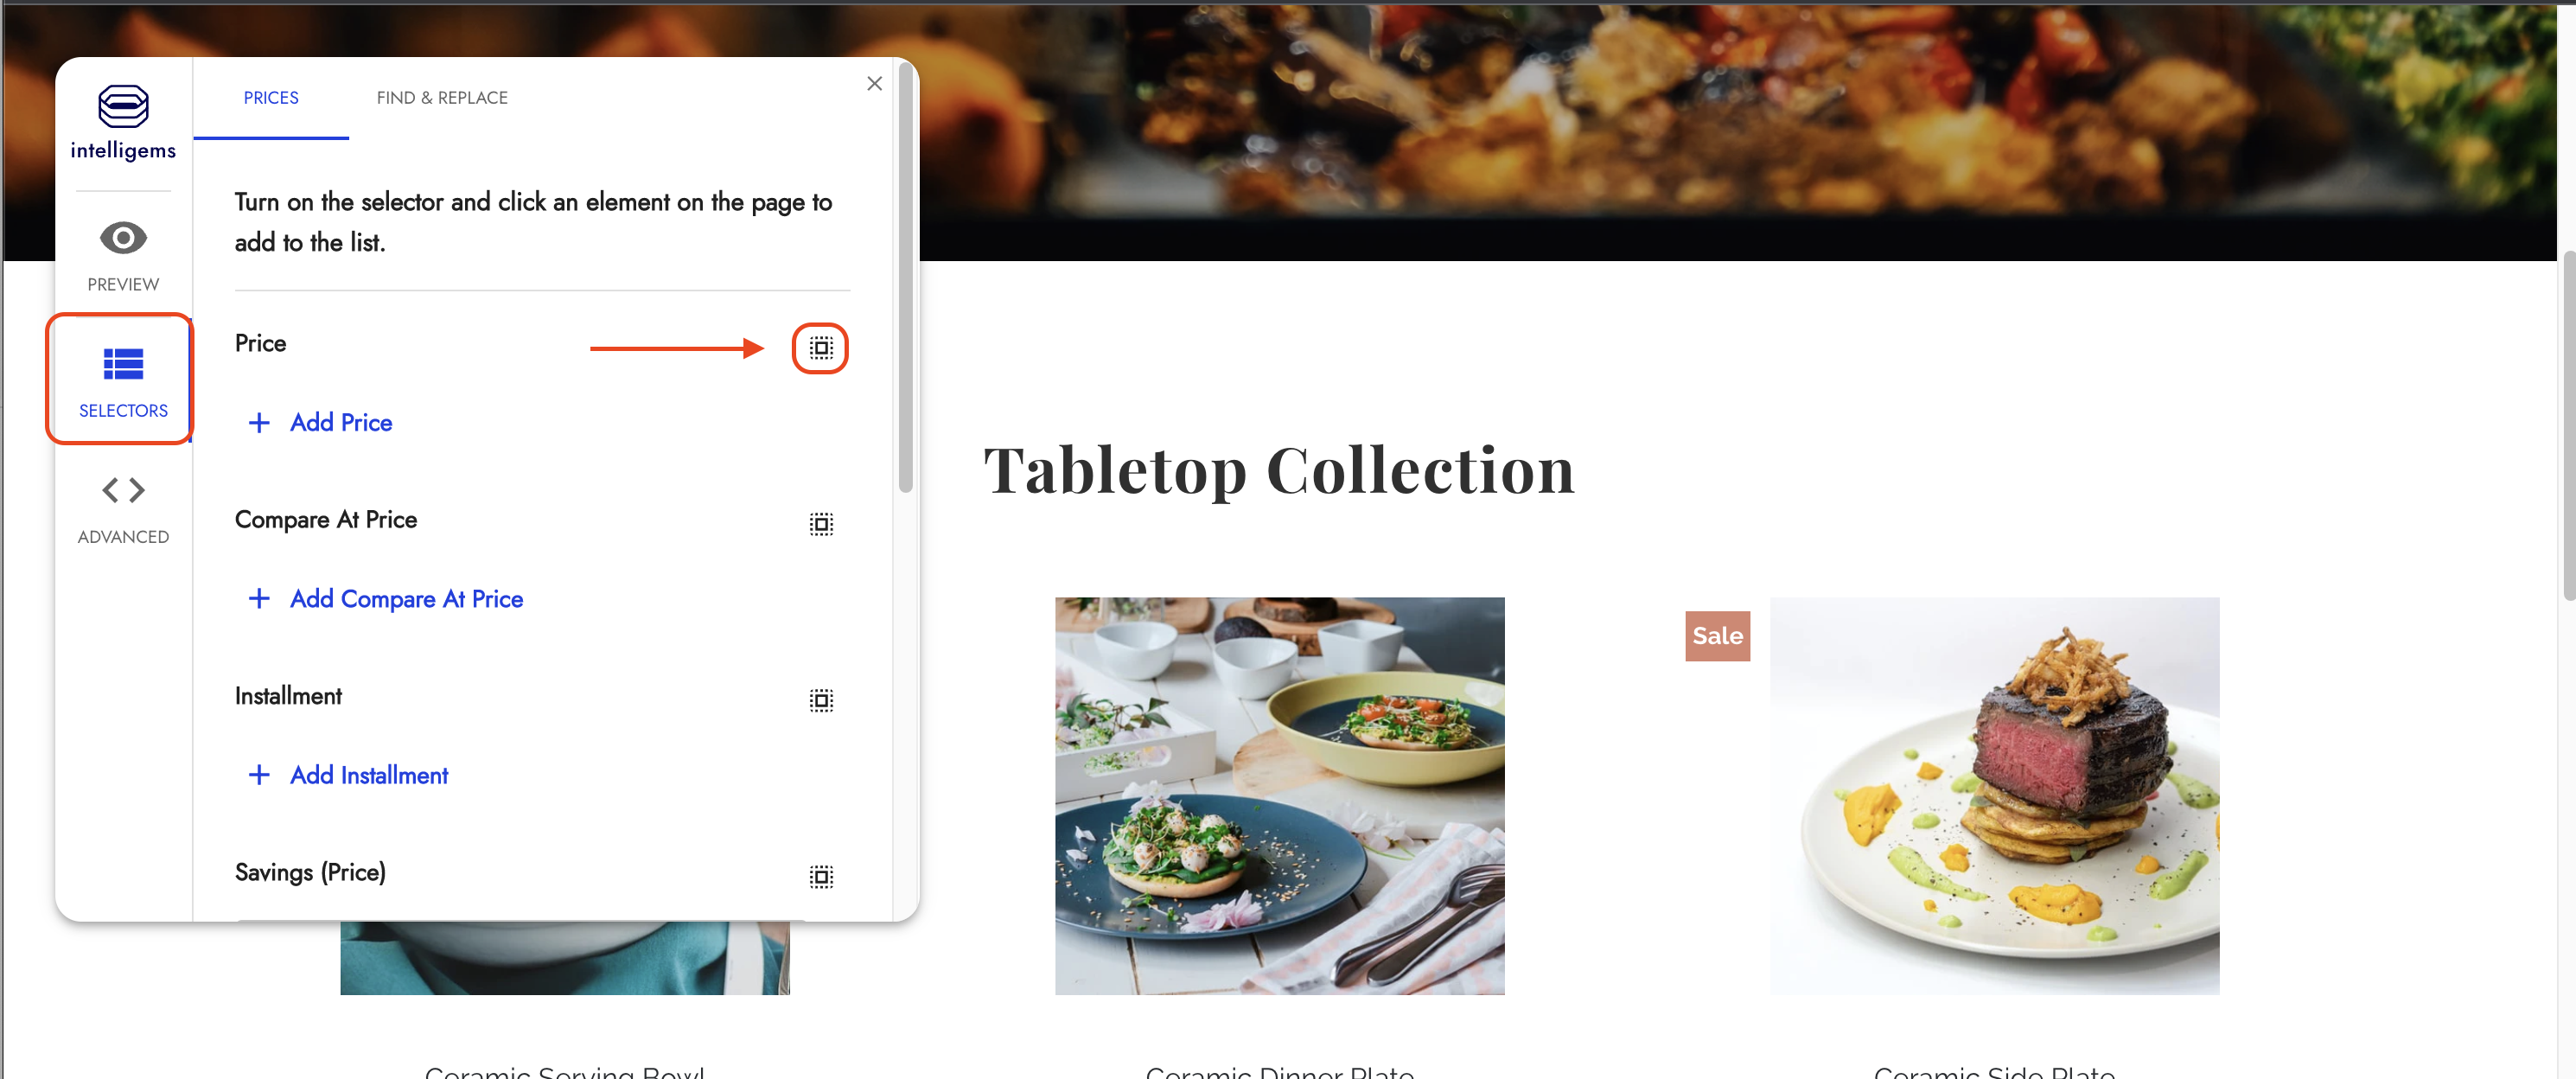 intelligems
PREVIEW
SELECTORS
ADVANCED
PRICES
FIND & REPLACE
Turn on the selector and click an element on the page to
add to the list.
Price
+ Add Price
Compare At Price
+ Add Compare At Price
Installment
+ Add Installment
Savings (Price)
Tabletop Collection
Sale
Ceramic Serving Bowl
Ceramic Dinner Plate
Ceramic Side Plate